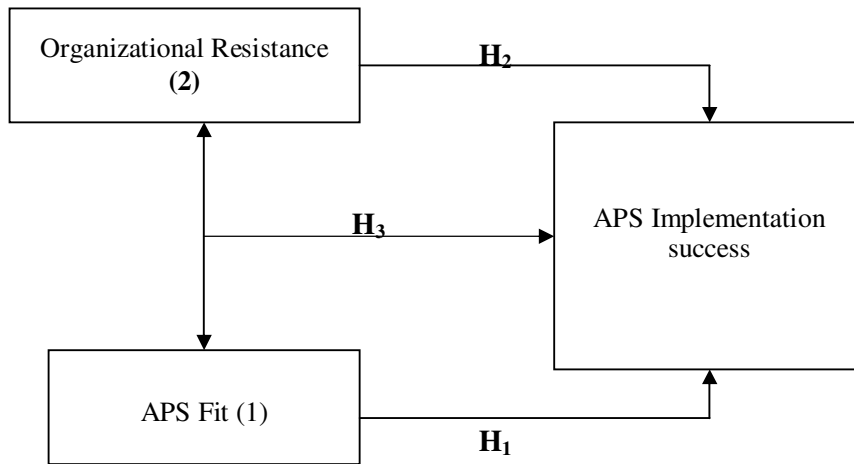 Organizational Resistance
(2)
H2
H3
APS Implementation
success
APS Fit (1)
H1